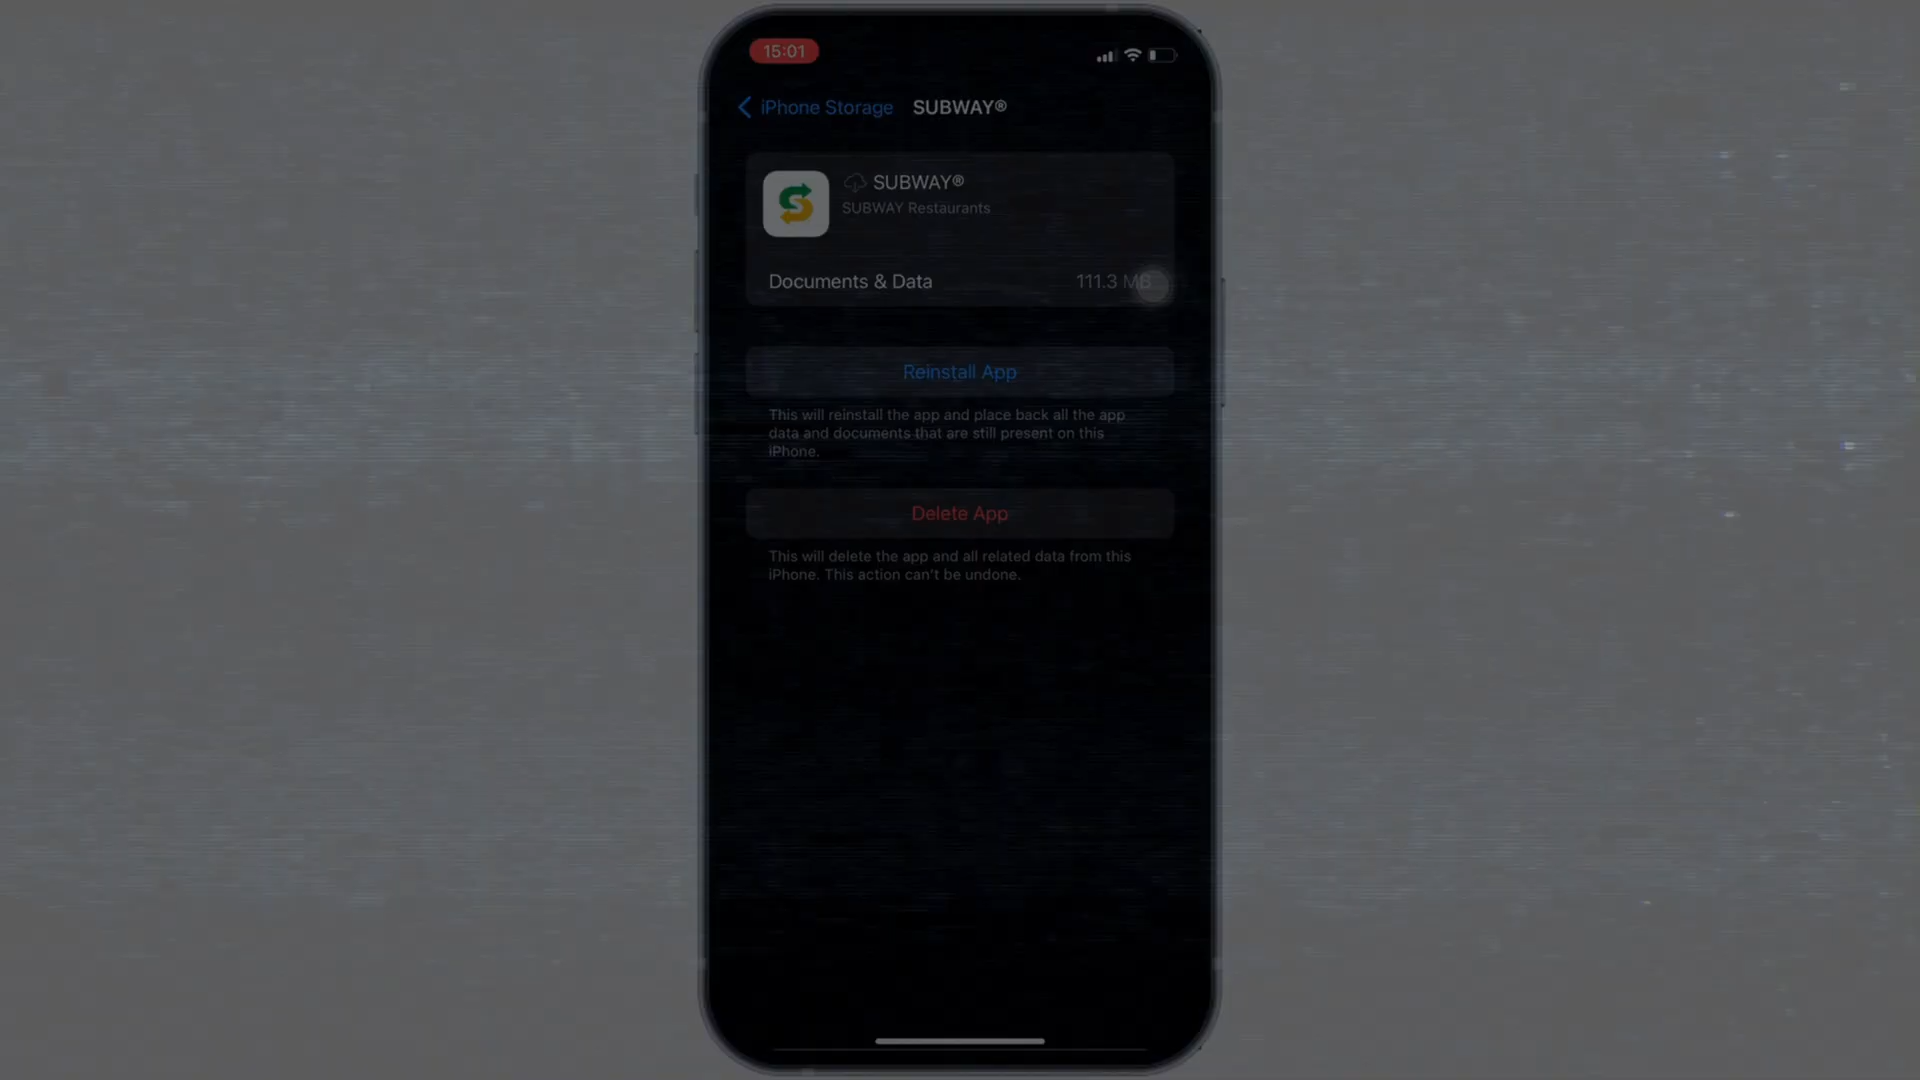 15:01
iPhone Storage SUBWAY®
SUBWAY®
SUBWAY Restaurants
Documents & Data 111.3 MB
Reinstall App
This will reinstall the app and place back all the app
data and documents that are still present on this
iPhone.
Delete App
This will delete the app and all related data from this
iPhone. This action can't be undone.